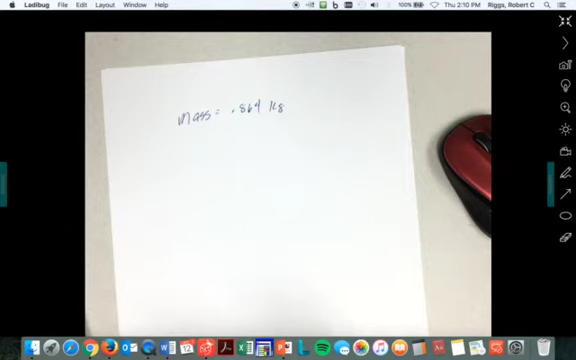 Ladibug File Edit Layout Window Help 100% Thu 2:10 PM Riggs, Robert C
mass = .864 kg